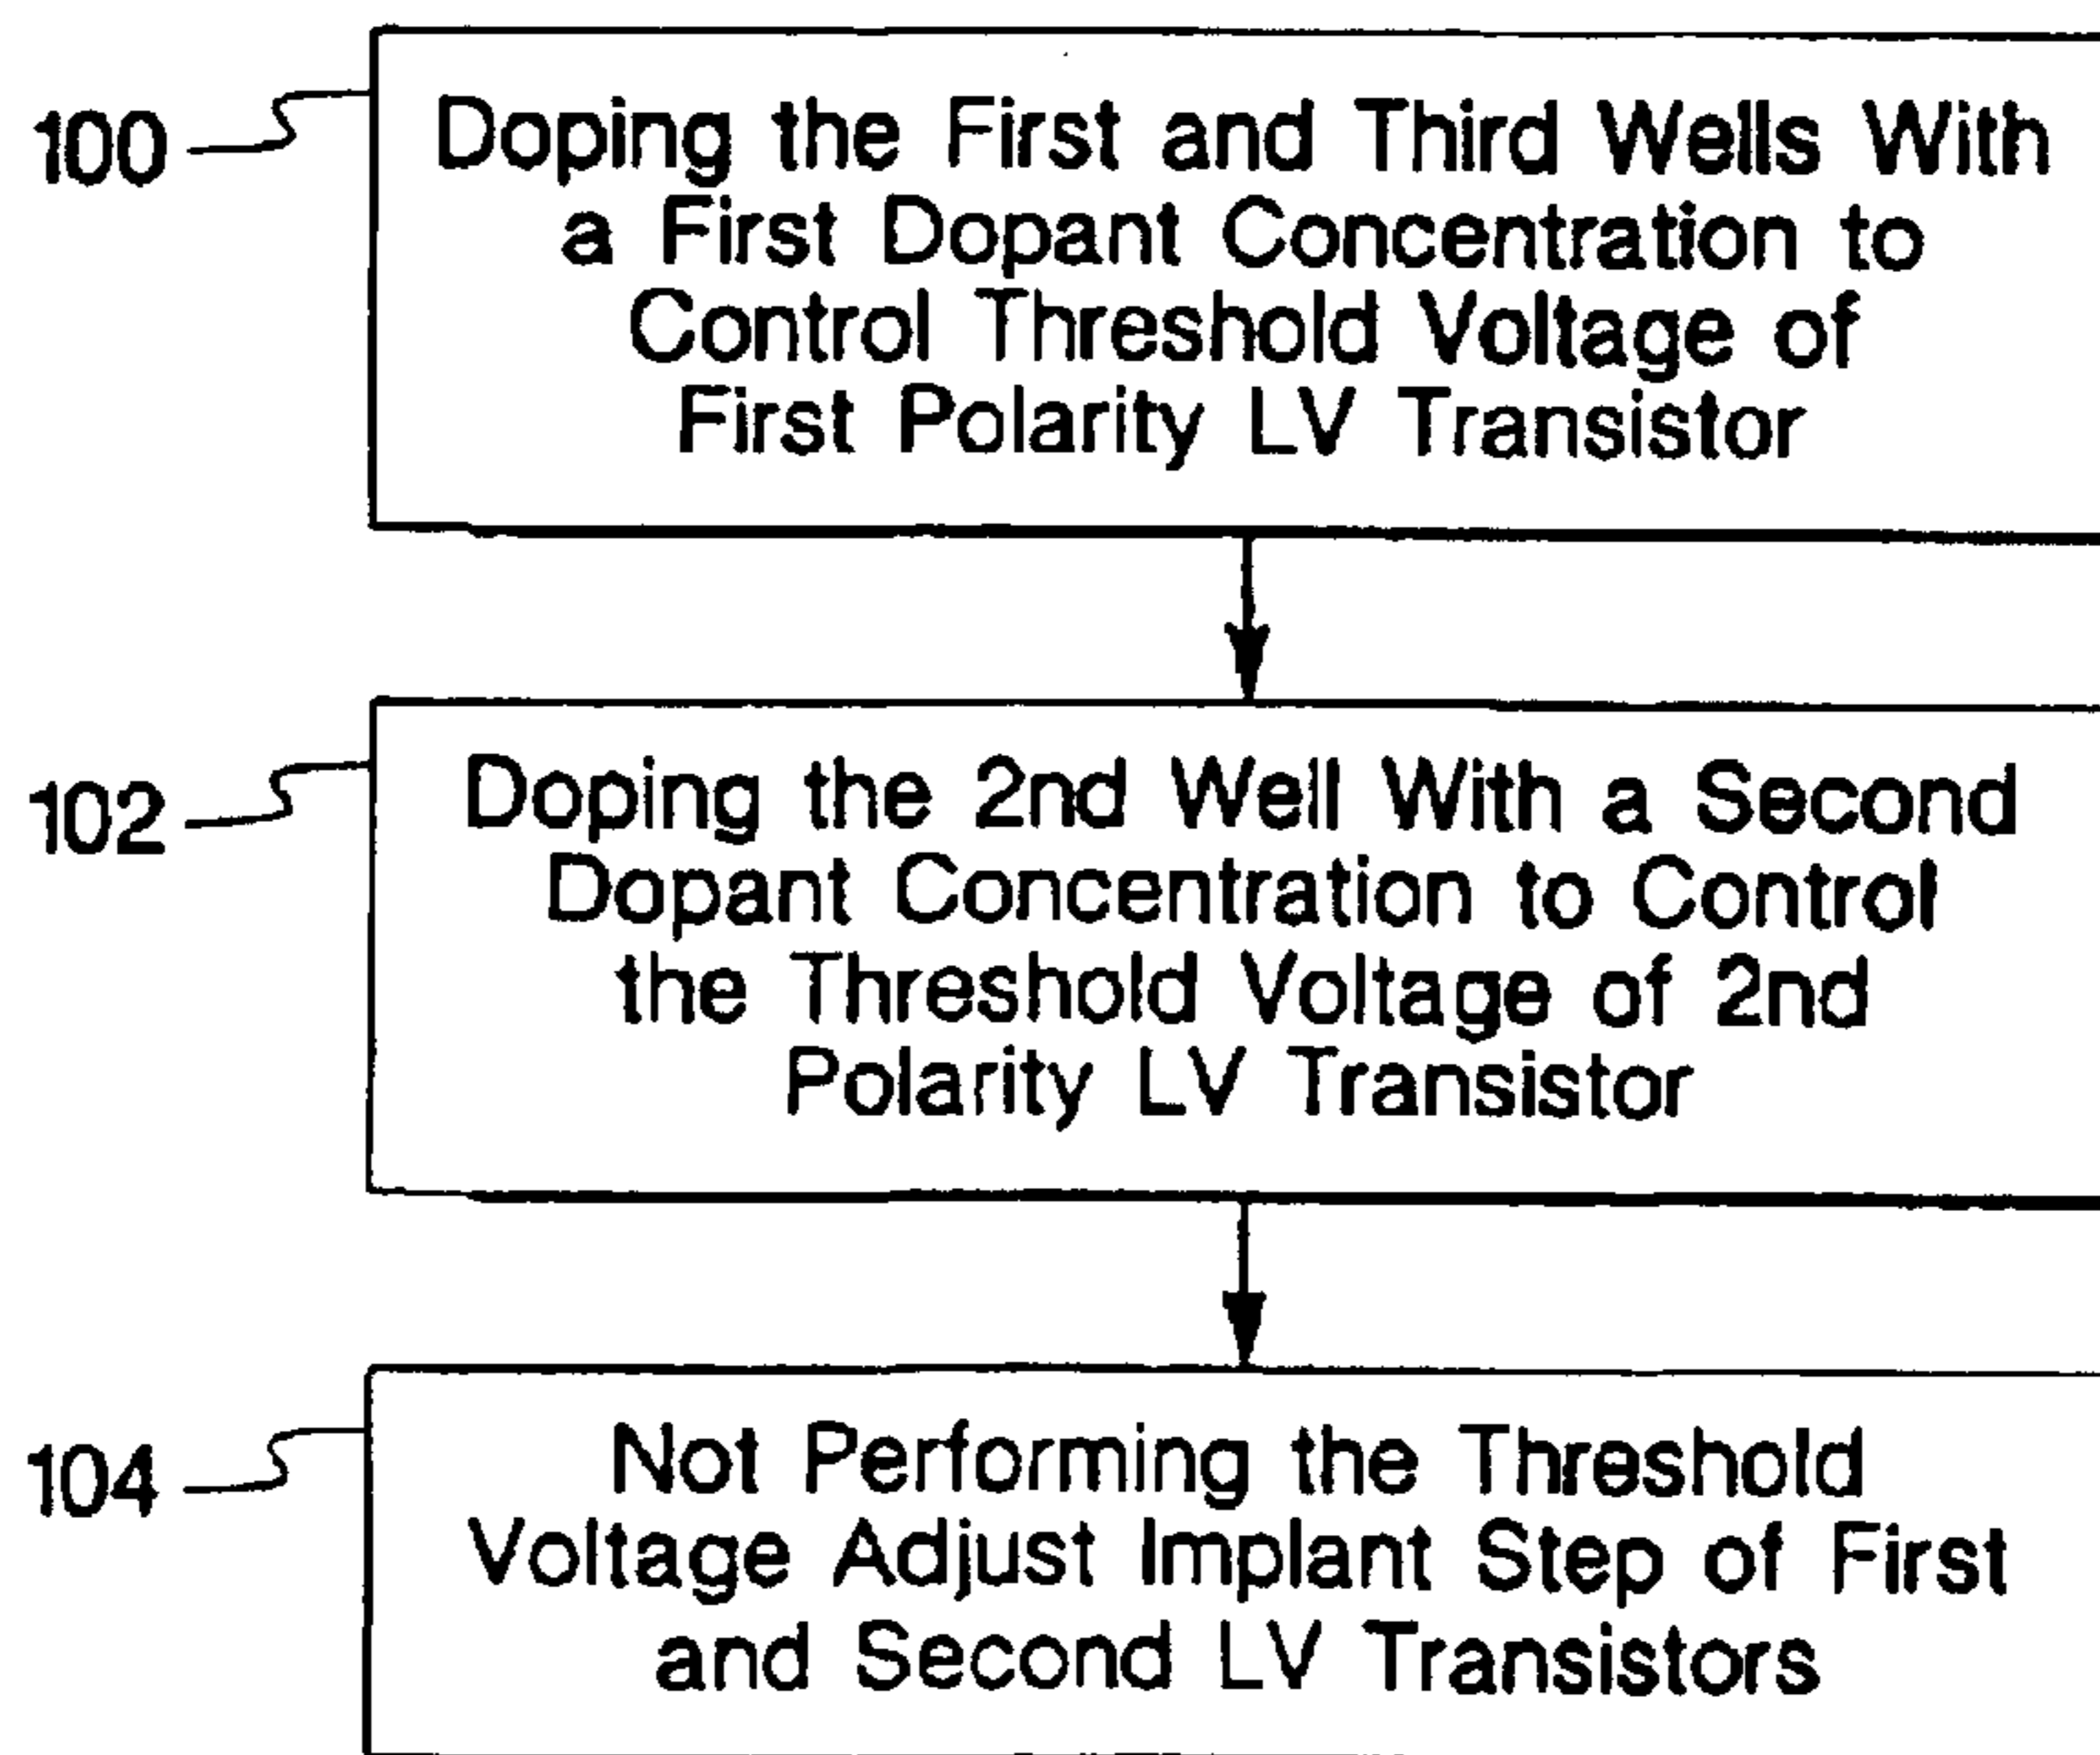 100
Doping the First and Third Wells With
a First Dopant Concentration to
Control Threshold Voltage of
First Polarity LV Transistor
102
Doping the 2nd Well With a Second
Dopant Concentration to Control
the Threshold Voltage of 2nd
Polarity LV Transistor
104
Not Performing the Threshold
Voltage Adjust Implant Step of First
and Second LV Transistors